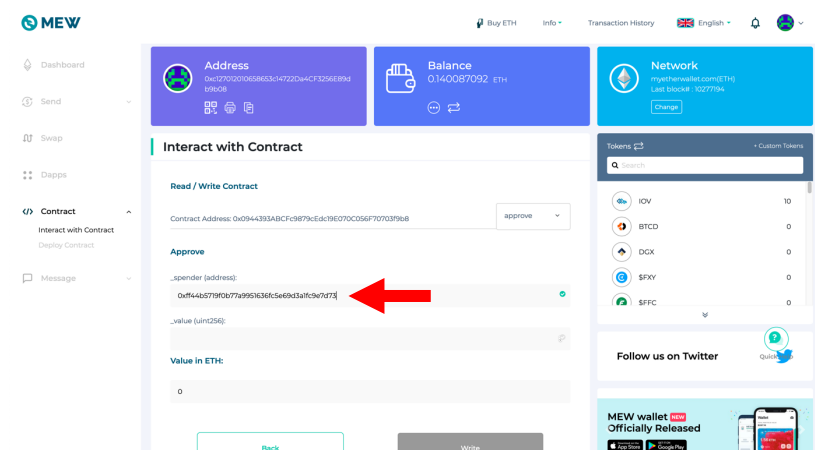 MEW
Buy ETH
Info
Transaction History
English
Dashboard
Send
Swap
Dapps
Contract
Interact with Contract
Deploy Contract
Message
Address
0xc127012010658653c14722Da4CF3256E89d
b9b08
Balance
0.140087092 ETH
Network
myetherwallet.com(ETH)
Last block# : 10277194
Change
Interact with Contract
Read / Write Contract
Contract Address: 0x0944393ABCFc9879cEdc19E070C056F70703f9b8
approve
Approve
_spender (address):
0xff44b5719f0b77a9951636fc5e69d3a1fc9e7d73
_value (uint256):
Value in ETH:
0
Back
Write
Tokens
+ Custom Tokens
Search
IOV 10
BTCD 0
DGX 0
$FXY 0
$FFC 0
Follow us on Twitter
MEW wallet NEW
Officially Released
App Store
Google Play